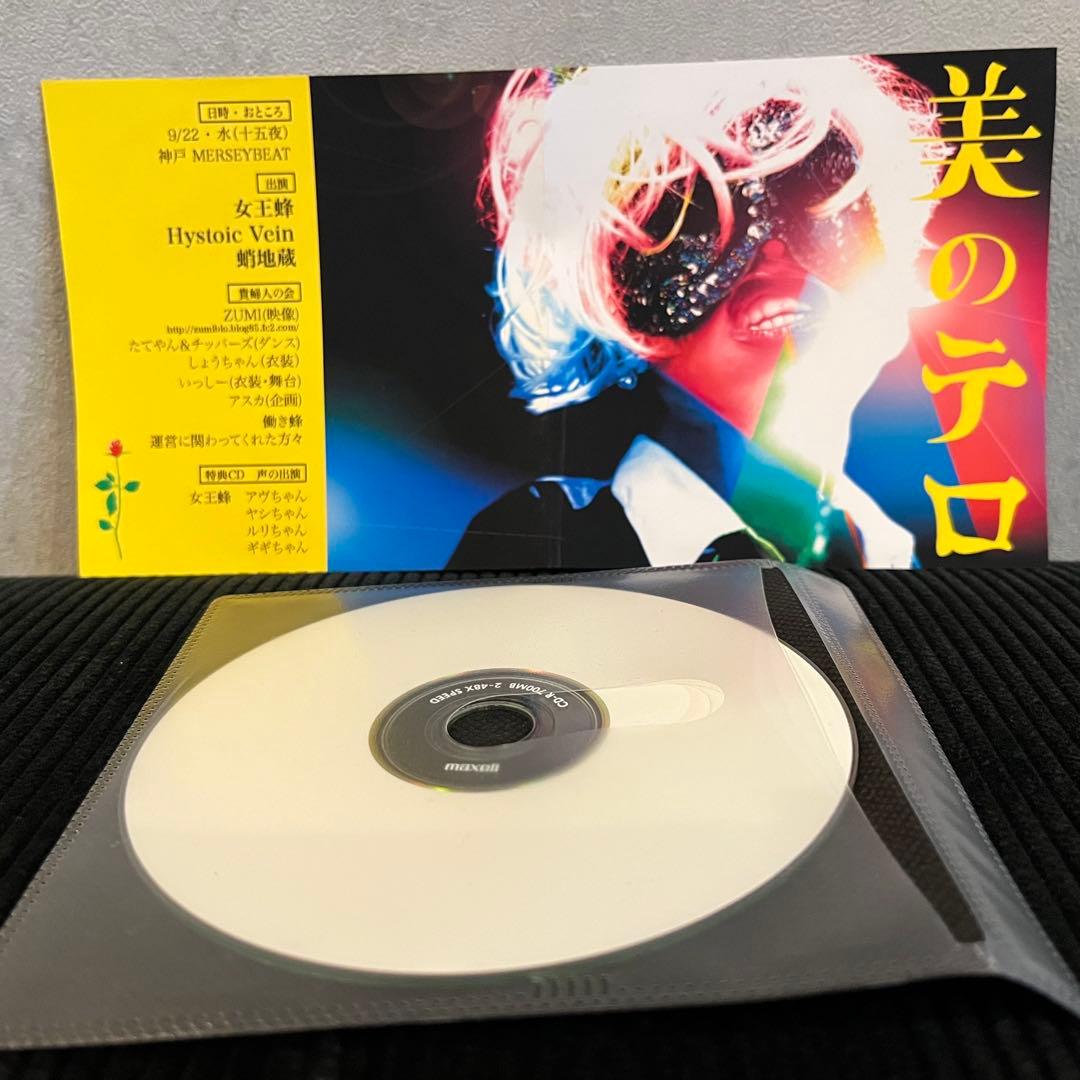 日時・おところ
9/22・水(十五夜)
神戸 MERSEYBEAT
出演
女王蜂
Hystoic Vein
蛸地蔵
貴婦人の会
ZUMI(映像)
http://zumibio.blog85.fc2.com/
たてやん&チッパーズ(ダンス)
しょうちゃん(衣装)
いっしー(衣装・舞台)
アスカ(企画)
働き蜂
運営に関わってくれた方々
特典CD 声の出演
女王蜂 アヴちゃん
ヤシちゃん
ルリちゃん
ギギちゃん
美のテロ
CD-R 700MB 2-48X SPEED
maxell